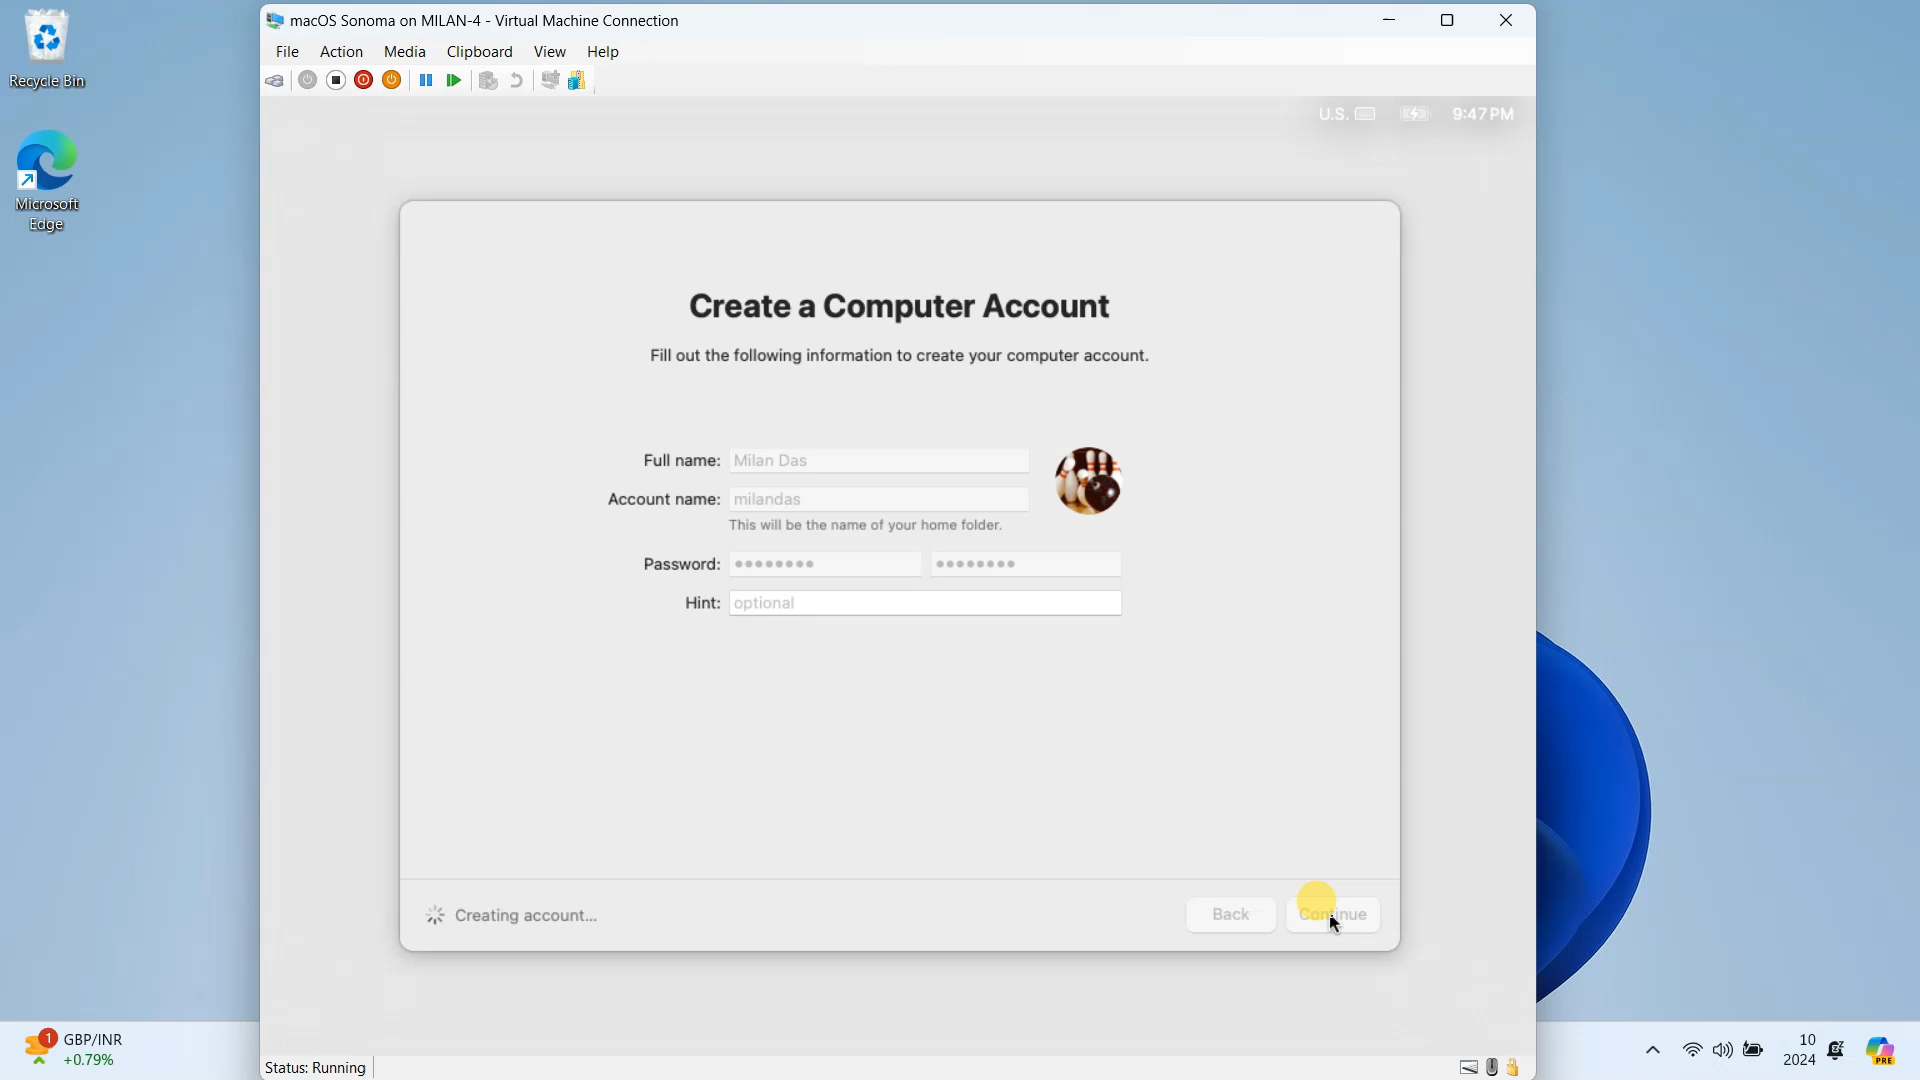 Recycle Bin
Microsoft
Edge
macOS Sonoma on MILAN-4 - Virtual Machine Connection
File Action Media Clipboard View Help
U.S. 9:47 PM
Create a Computer Account
Fill out the following information to create your computer account.
Full name: Milan Das
Account name: milandas
This will be the name of your home folder.
Password: •••••••• ••••••••
Hint: optional
Creating account...
Back Continue
Status: Running
1 GBP/INR
+0.79%
10
2024
PRE